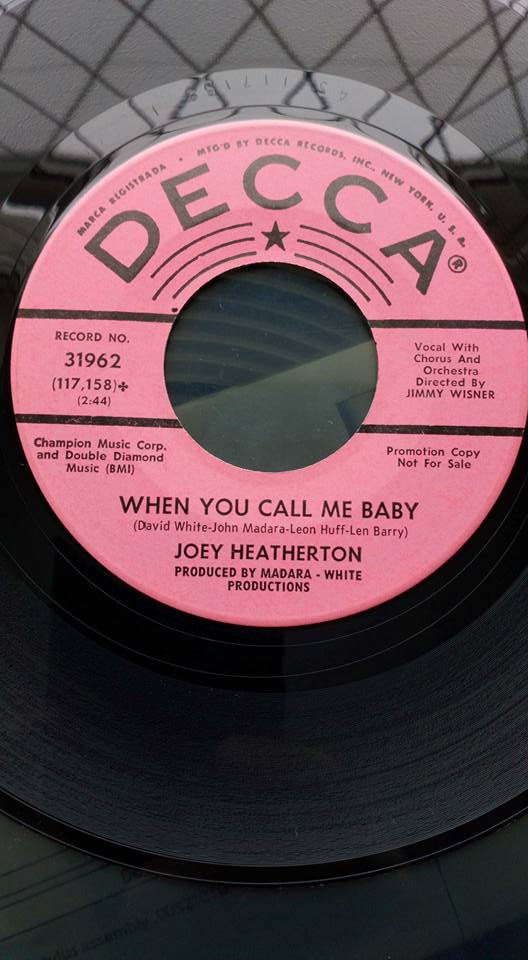 MARCA REGISTRADA • MFG'D BY DECCA RECORDS, INC., NEW YORK, U.S.A.
DECCA®
RECORD NO.
31962
(117,158)✤
(2:44)
Vocal With
Chorus And
Orchestra
Directed By
JIMMY WISNER
Champion Music Corp.
and Double Diamond
Music (BMI)
Promotion Copy
Not For Sale
WHEN YOU CALL ME BABY
(David White-John Madara-Leon Huff-Len Barry)
JOEY HEATHERTON
PRODUCED BY MADARA - WHITE
PRODUCTIONS